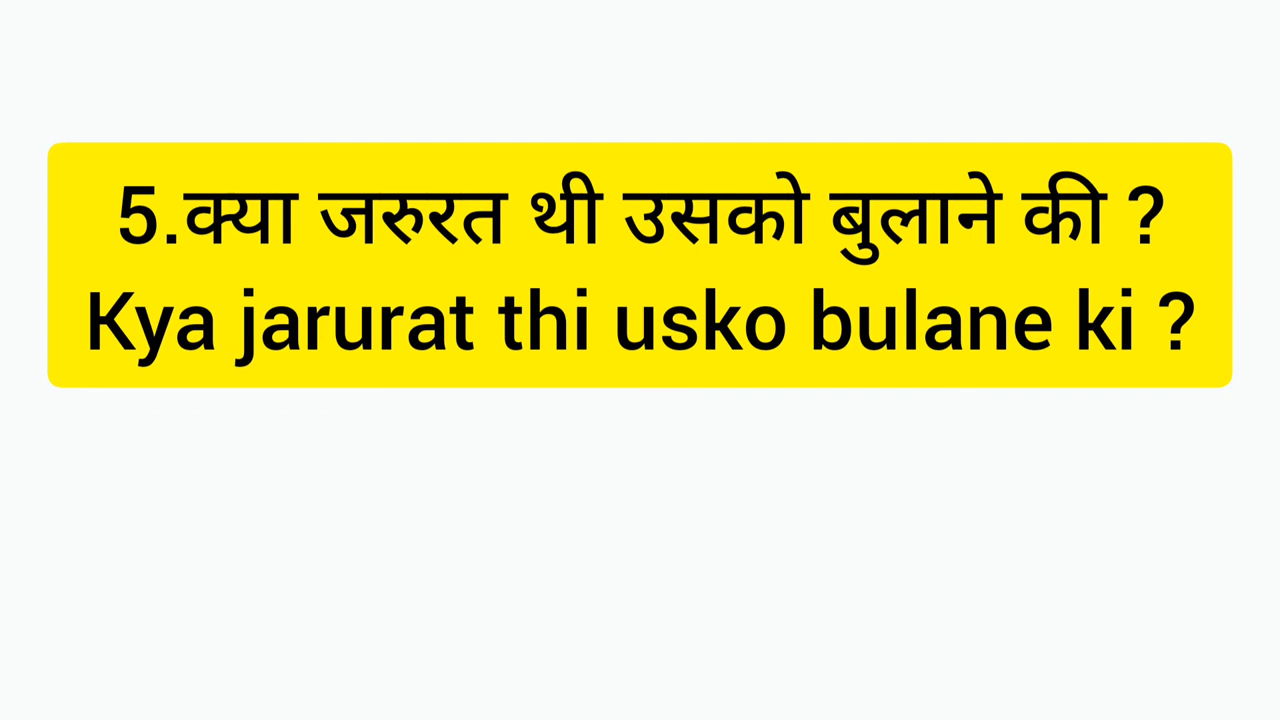 5.क्या जरुरत थी उसको बुलाने की ?
Kya jarurat thi usko bulane ki ?